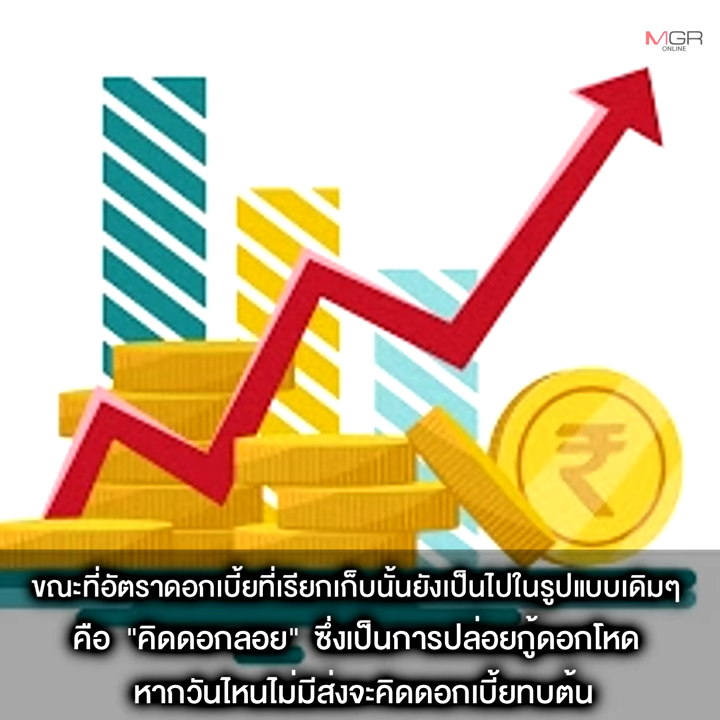 MGR
ONLINE
₹
ขณะที่อัตราดอกเบี้ยที่เรียกเก็บนั้นยังเป็นไปในรูปแบบเดิมๆ
คือ "คิดดอกลอย" ซึ่งเป็นการปล่อยกู้ดอกโหด
หากวันไหนไม่มีส่งจะคิดดอกเบี้ยทบต้น